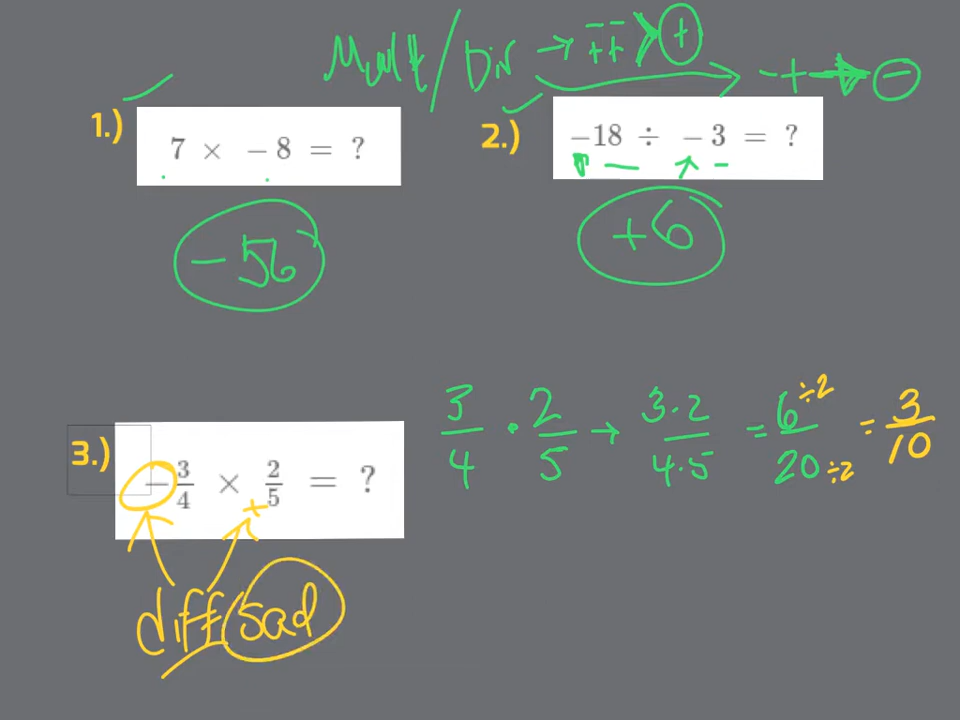 Mult/Div → - - + + > (+)
- + → (-)
1.) 7 × -8 = ?
2.) -18 ÷ -3 = ?
-56
+6
3.) -3/4 × 2/5 = ?
+
3/4 · 2/5 → 3·2/4·5 = 6÷2/20÷2 = 3/10
diff/sad